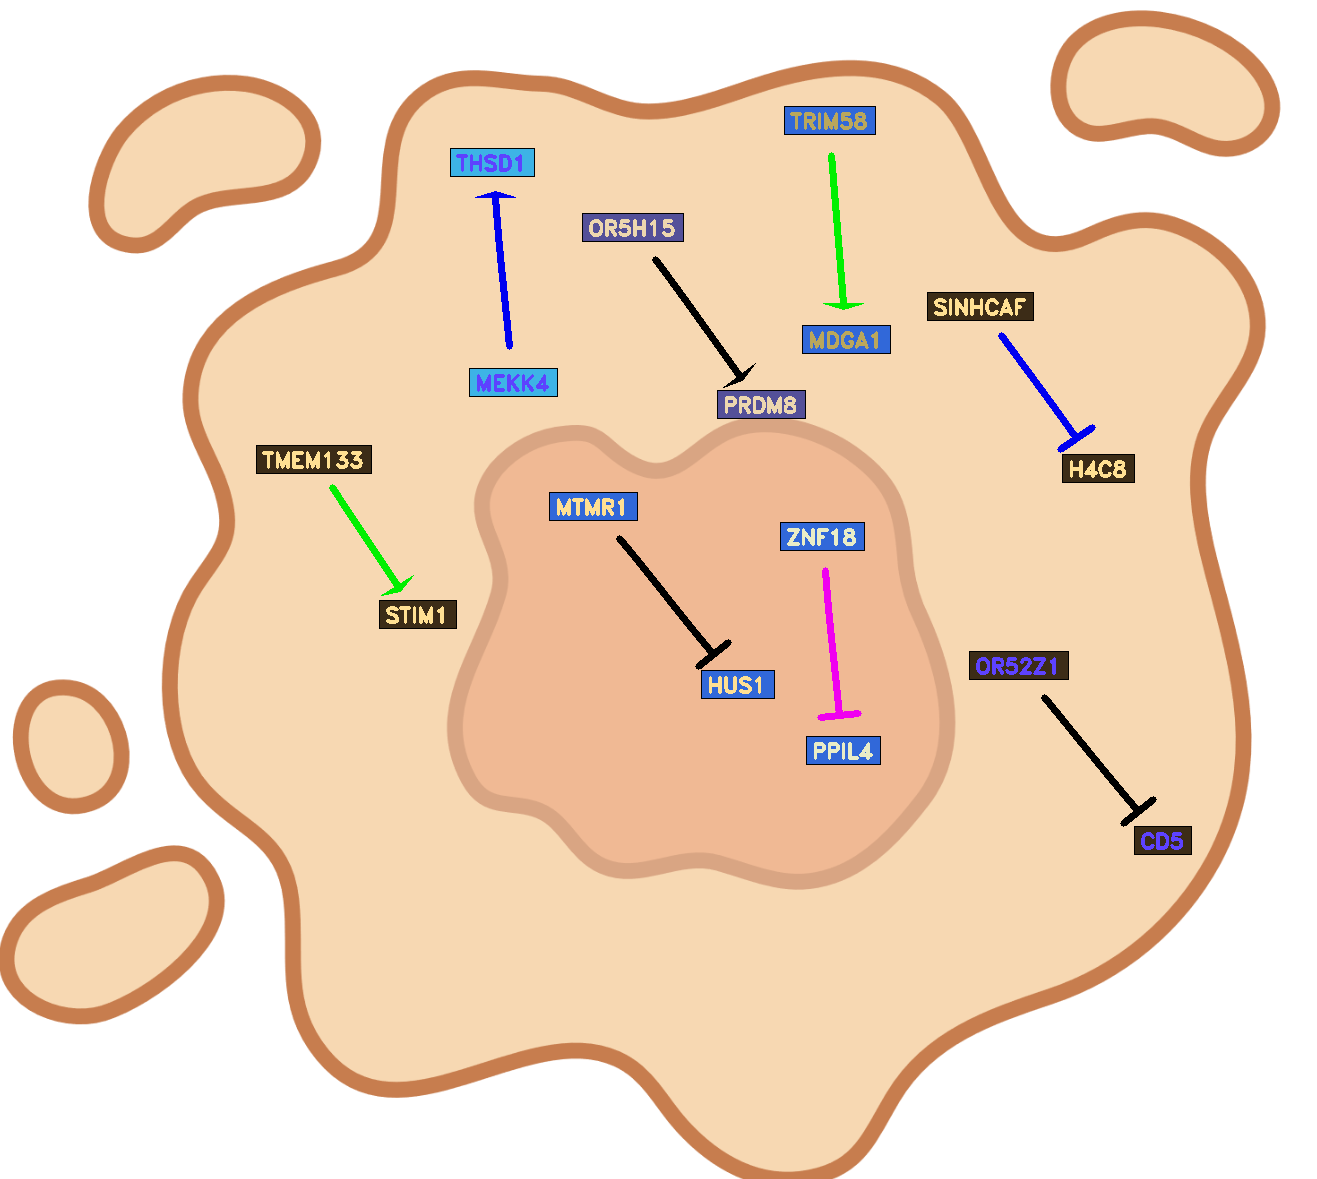 TRIM58
THSD1
OR5H15
SINHCAF
MDGA1
MEKK4
PRDM8
TMEM133
H4C8
MTMR1
ZNF18
STIM1
OR52Z1
HUS1
PPIL4
CD5